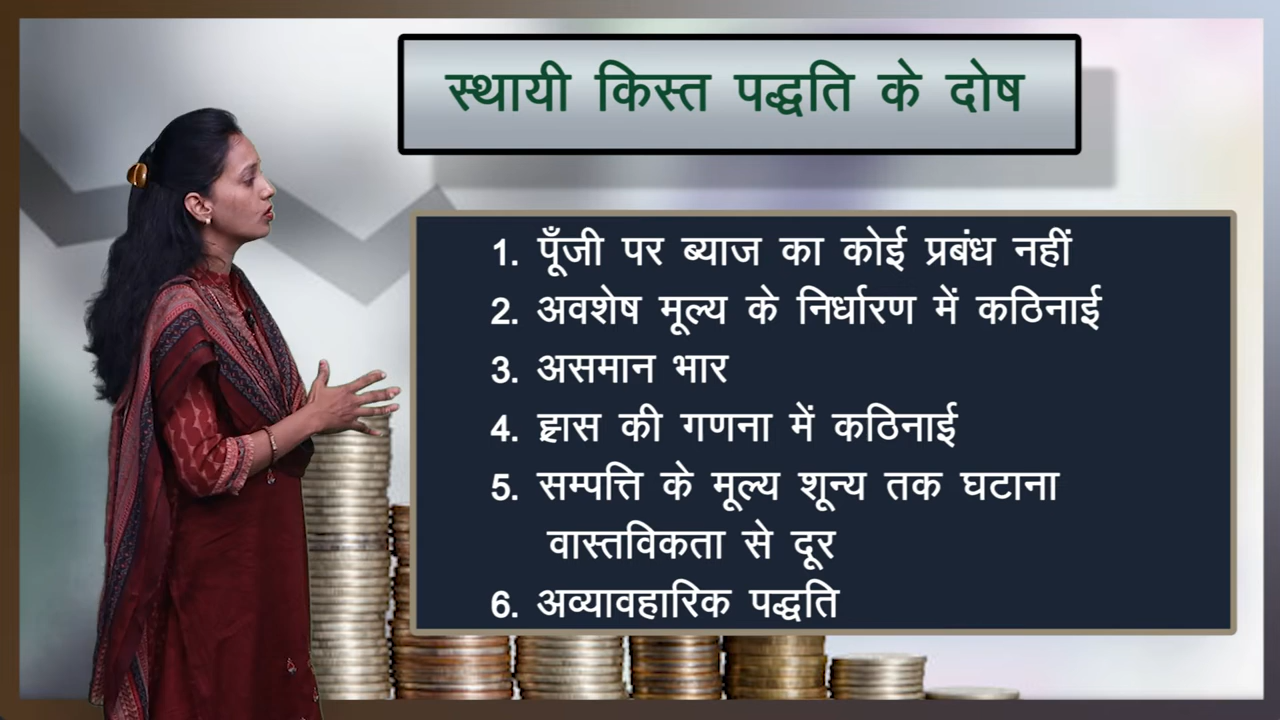 स्थायी किस्त पद्धति के दोष
1. पूँजी पर ब्याज का कोई प्रबंध नहीं
2. अवशेष मूल्य के निर्धारण में कठिनाई
3. असमान भार
4. ह्रास की गणना में कठिनाई
5. सम्पत्ति के मूल्य शून्य तक घटाना
वास्तविकता से दूर
6. अव्यावहारिक पद्धति